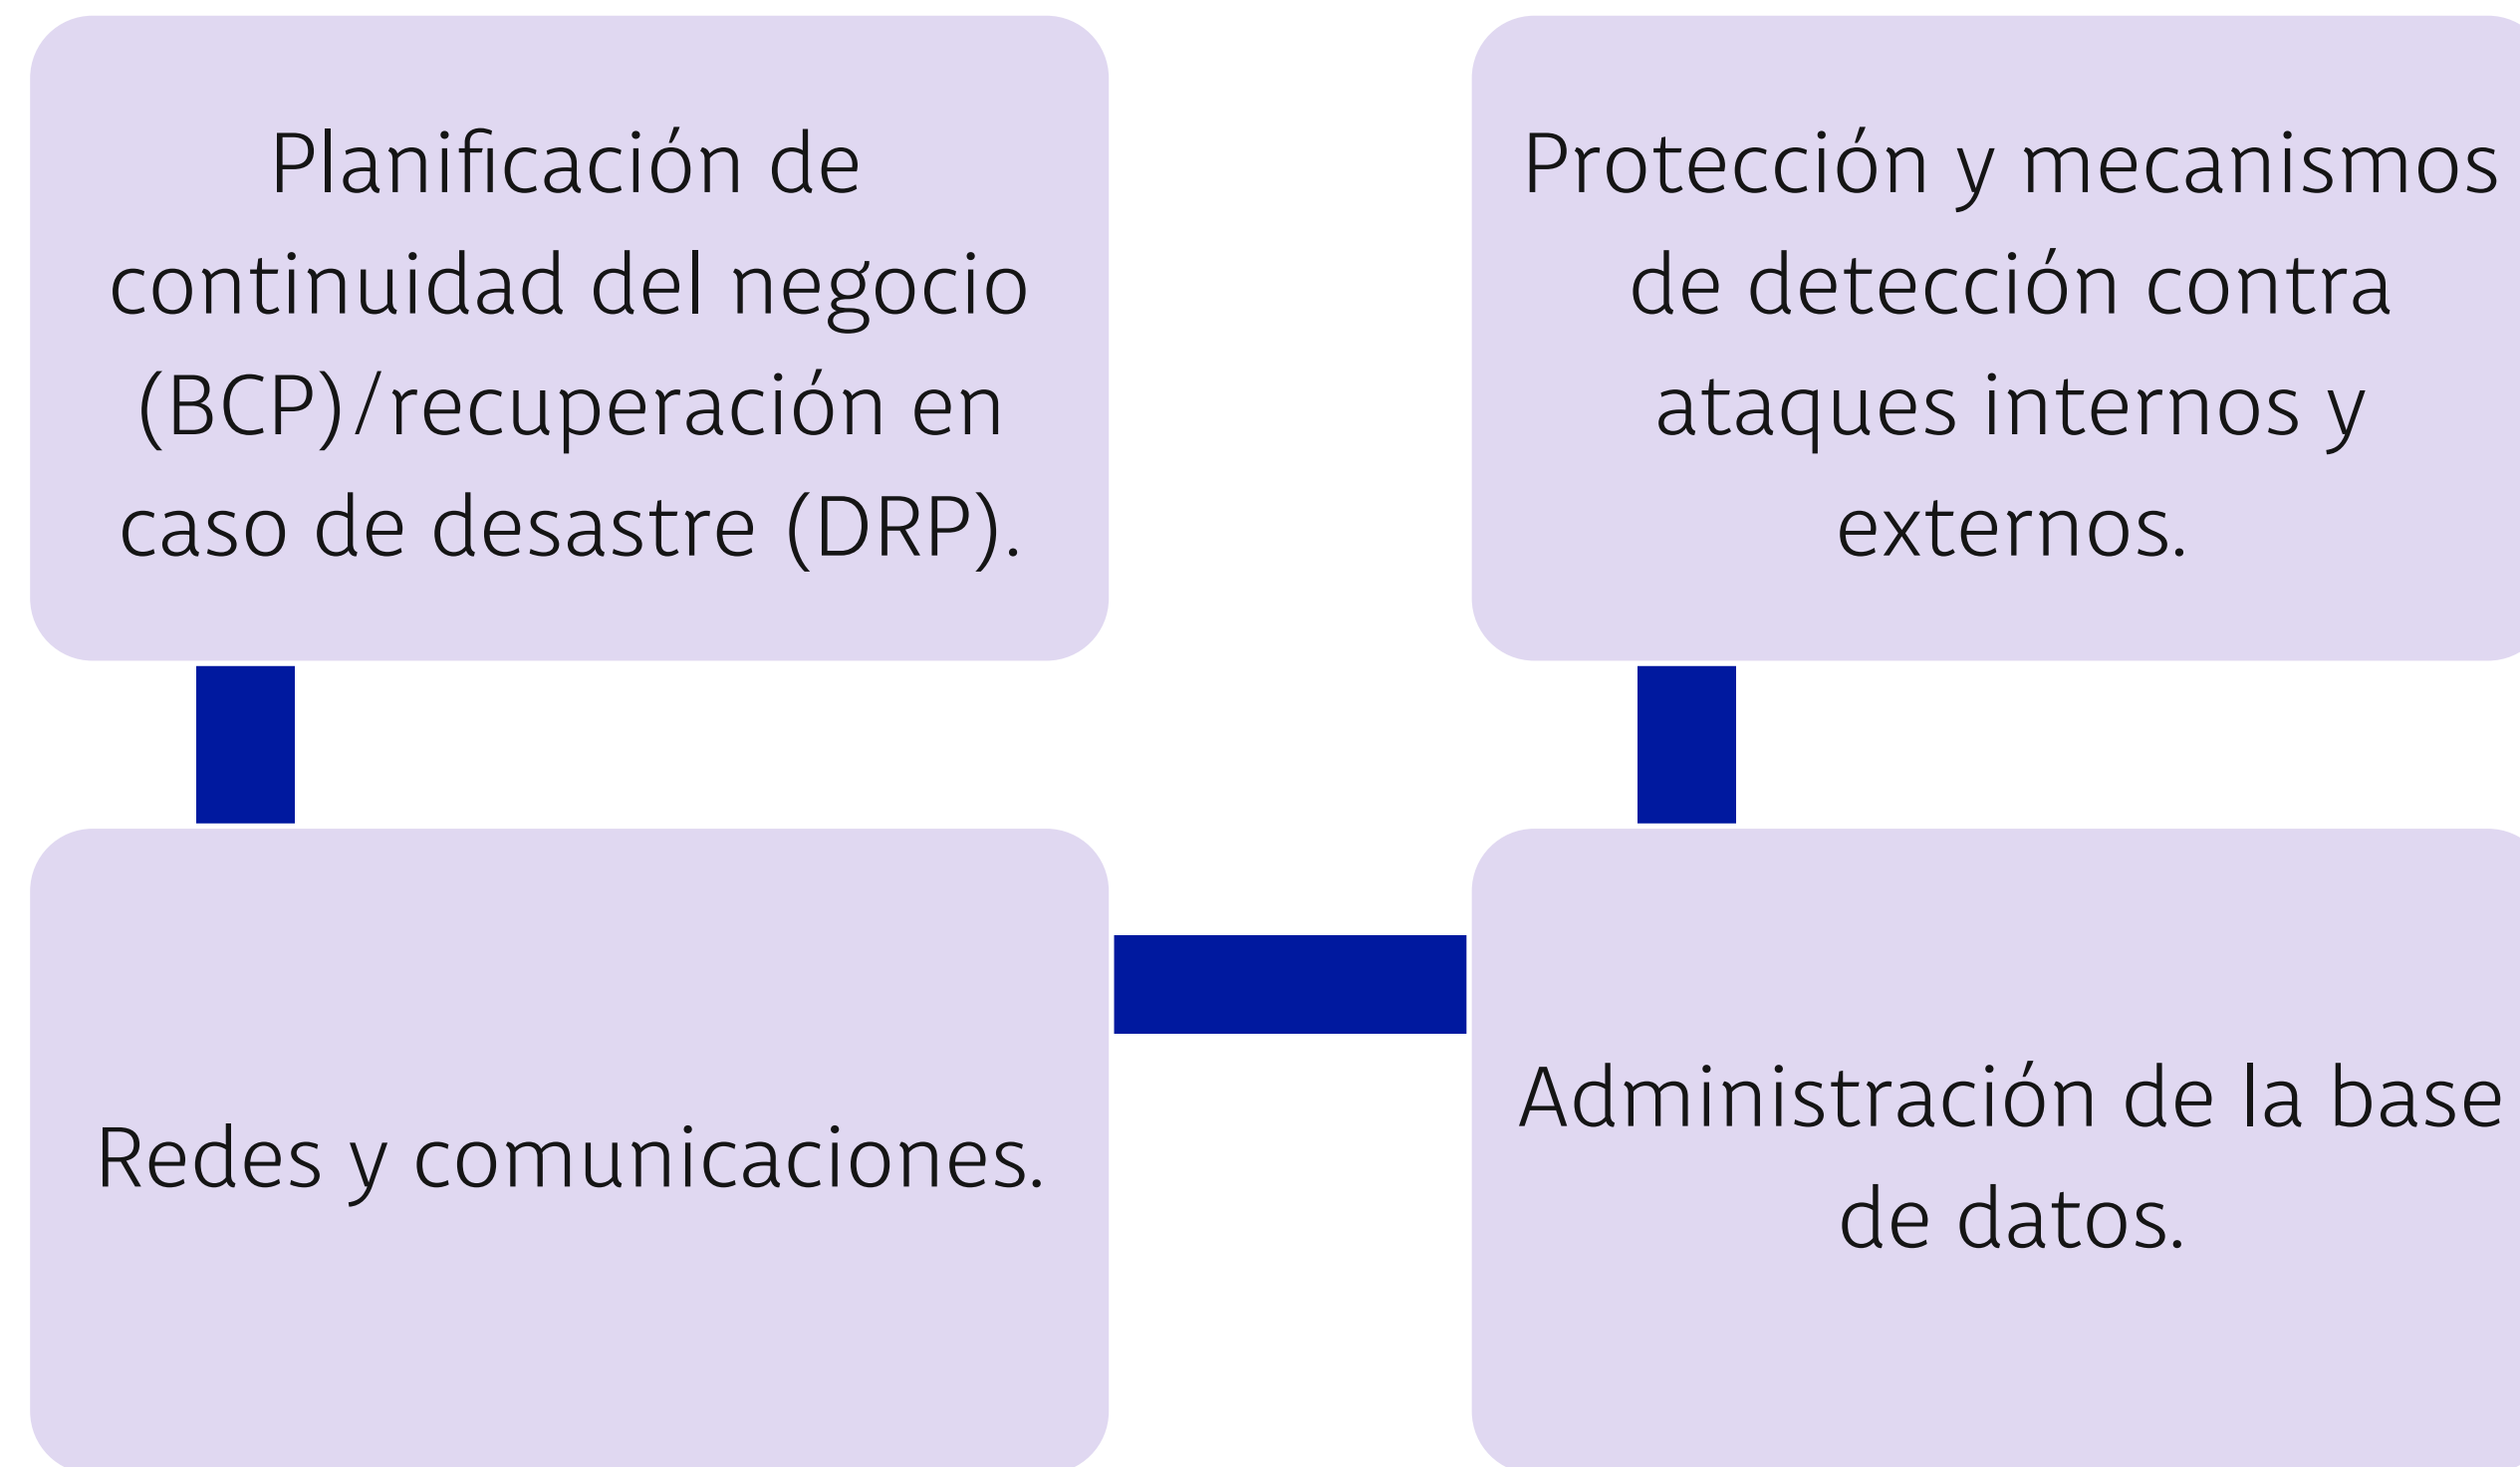 Planificación de
continuidad del negocio
(BCP)/recuperación en
caso de desastre (DRP).
Protección y mecanismos
de detección contra
ataques internos y
externos.
Redes y comunicaciones.
Administración de la base
de datos.